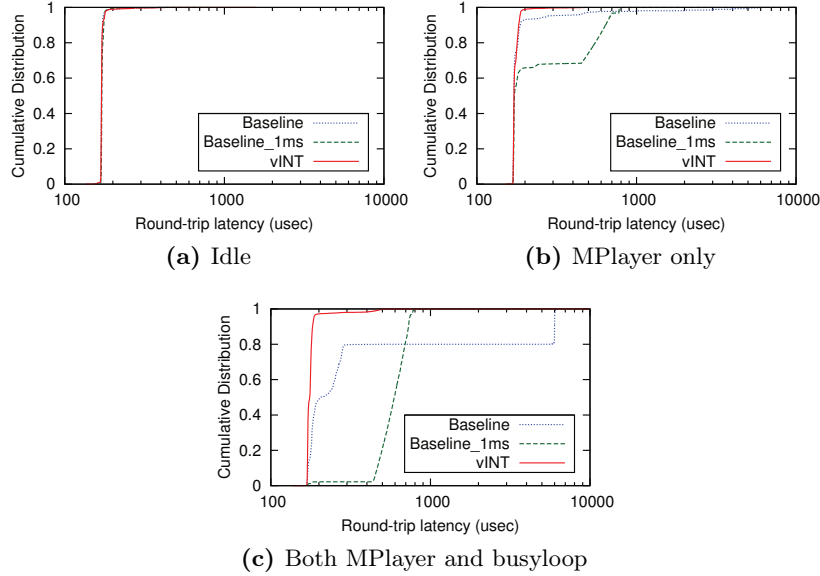 1
0.8
0.6
0.4
0.2
0
Cumulative Distribution
Baseline
Baseline_1ms
vINT
100 1000 10000
Round-trip latency (usec)
(a) Idle
1
0.8
0.6
0.4
0.2
0
Cumulative Distribution
Baseline
Baseline_1ms
vINT
100 1000 10000
Round-trip latency (usec)
(b) MPlayer only
1
0.8
0.6
0.4
0.2
0
Cumulative Distribution
Baseline
Baseline_1ms
vINT
100 1000 10000
Round-trip latency (usec)
(c) Both MPlayer and busyloop